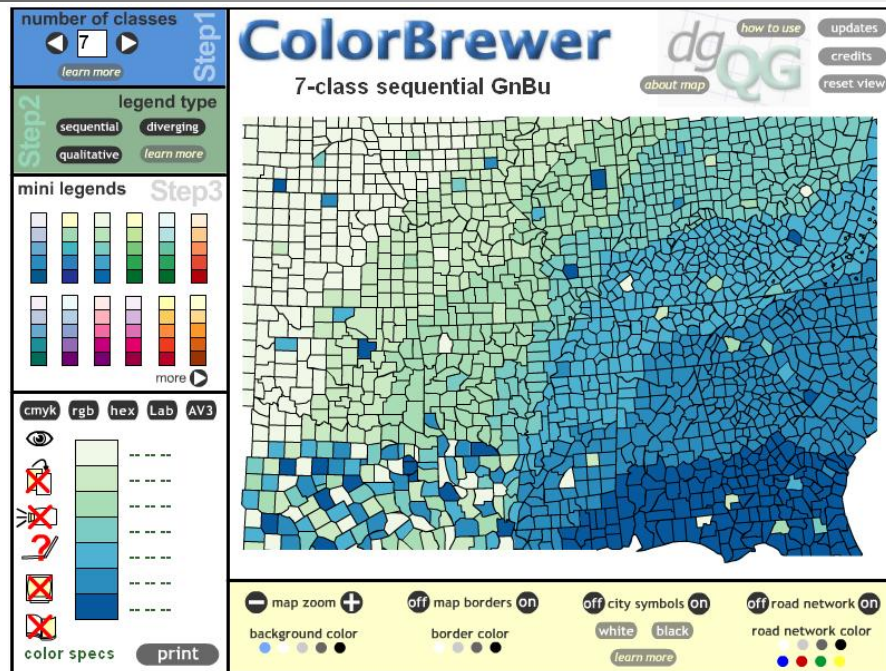 number of classes
7
learn more
Step1
Step2
legend type
sequential
diverging
qualitative
learn more
mini legends
Step3
more
cmyk
rgb
hex
Lab
AV3
?
color specs
print
ColorBrewer
7-class sequential GnBu
dg
QG
how to use
about map
updates
credits
reset view
map zoom
off map borders on
off city symbols on
off road network on
background color
border color
white
black
learn more
road network color